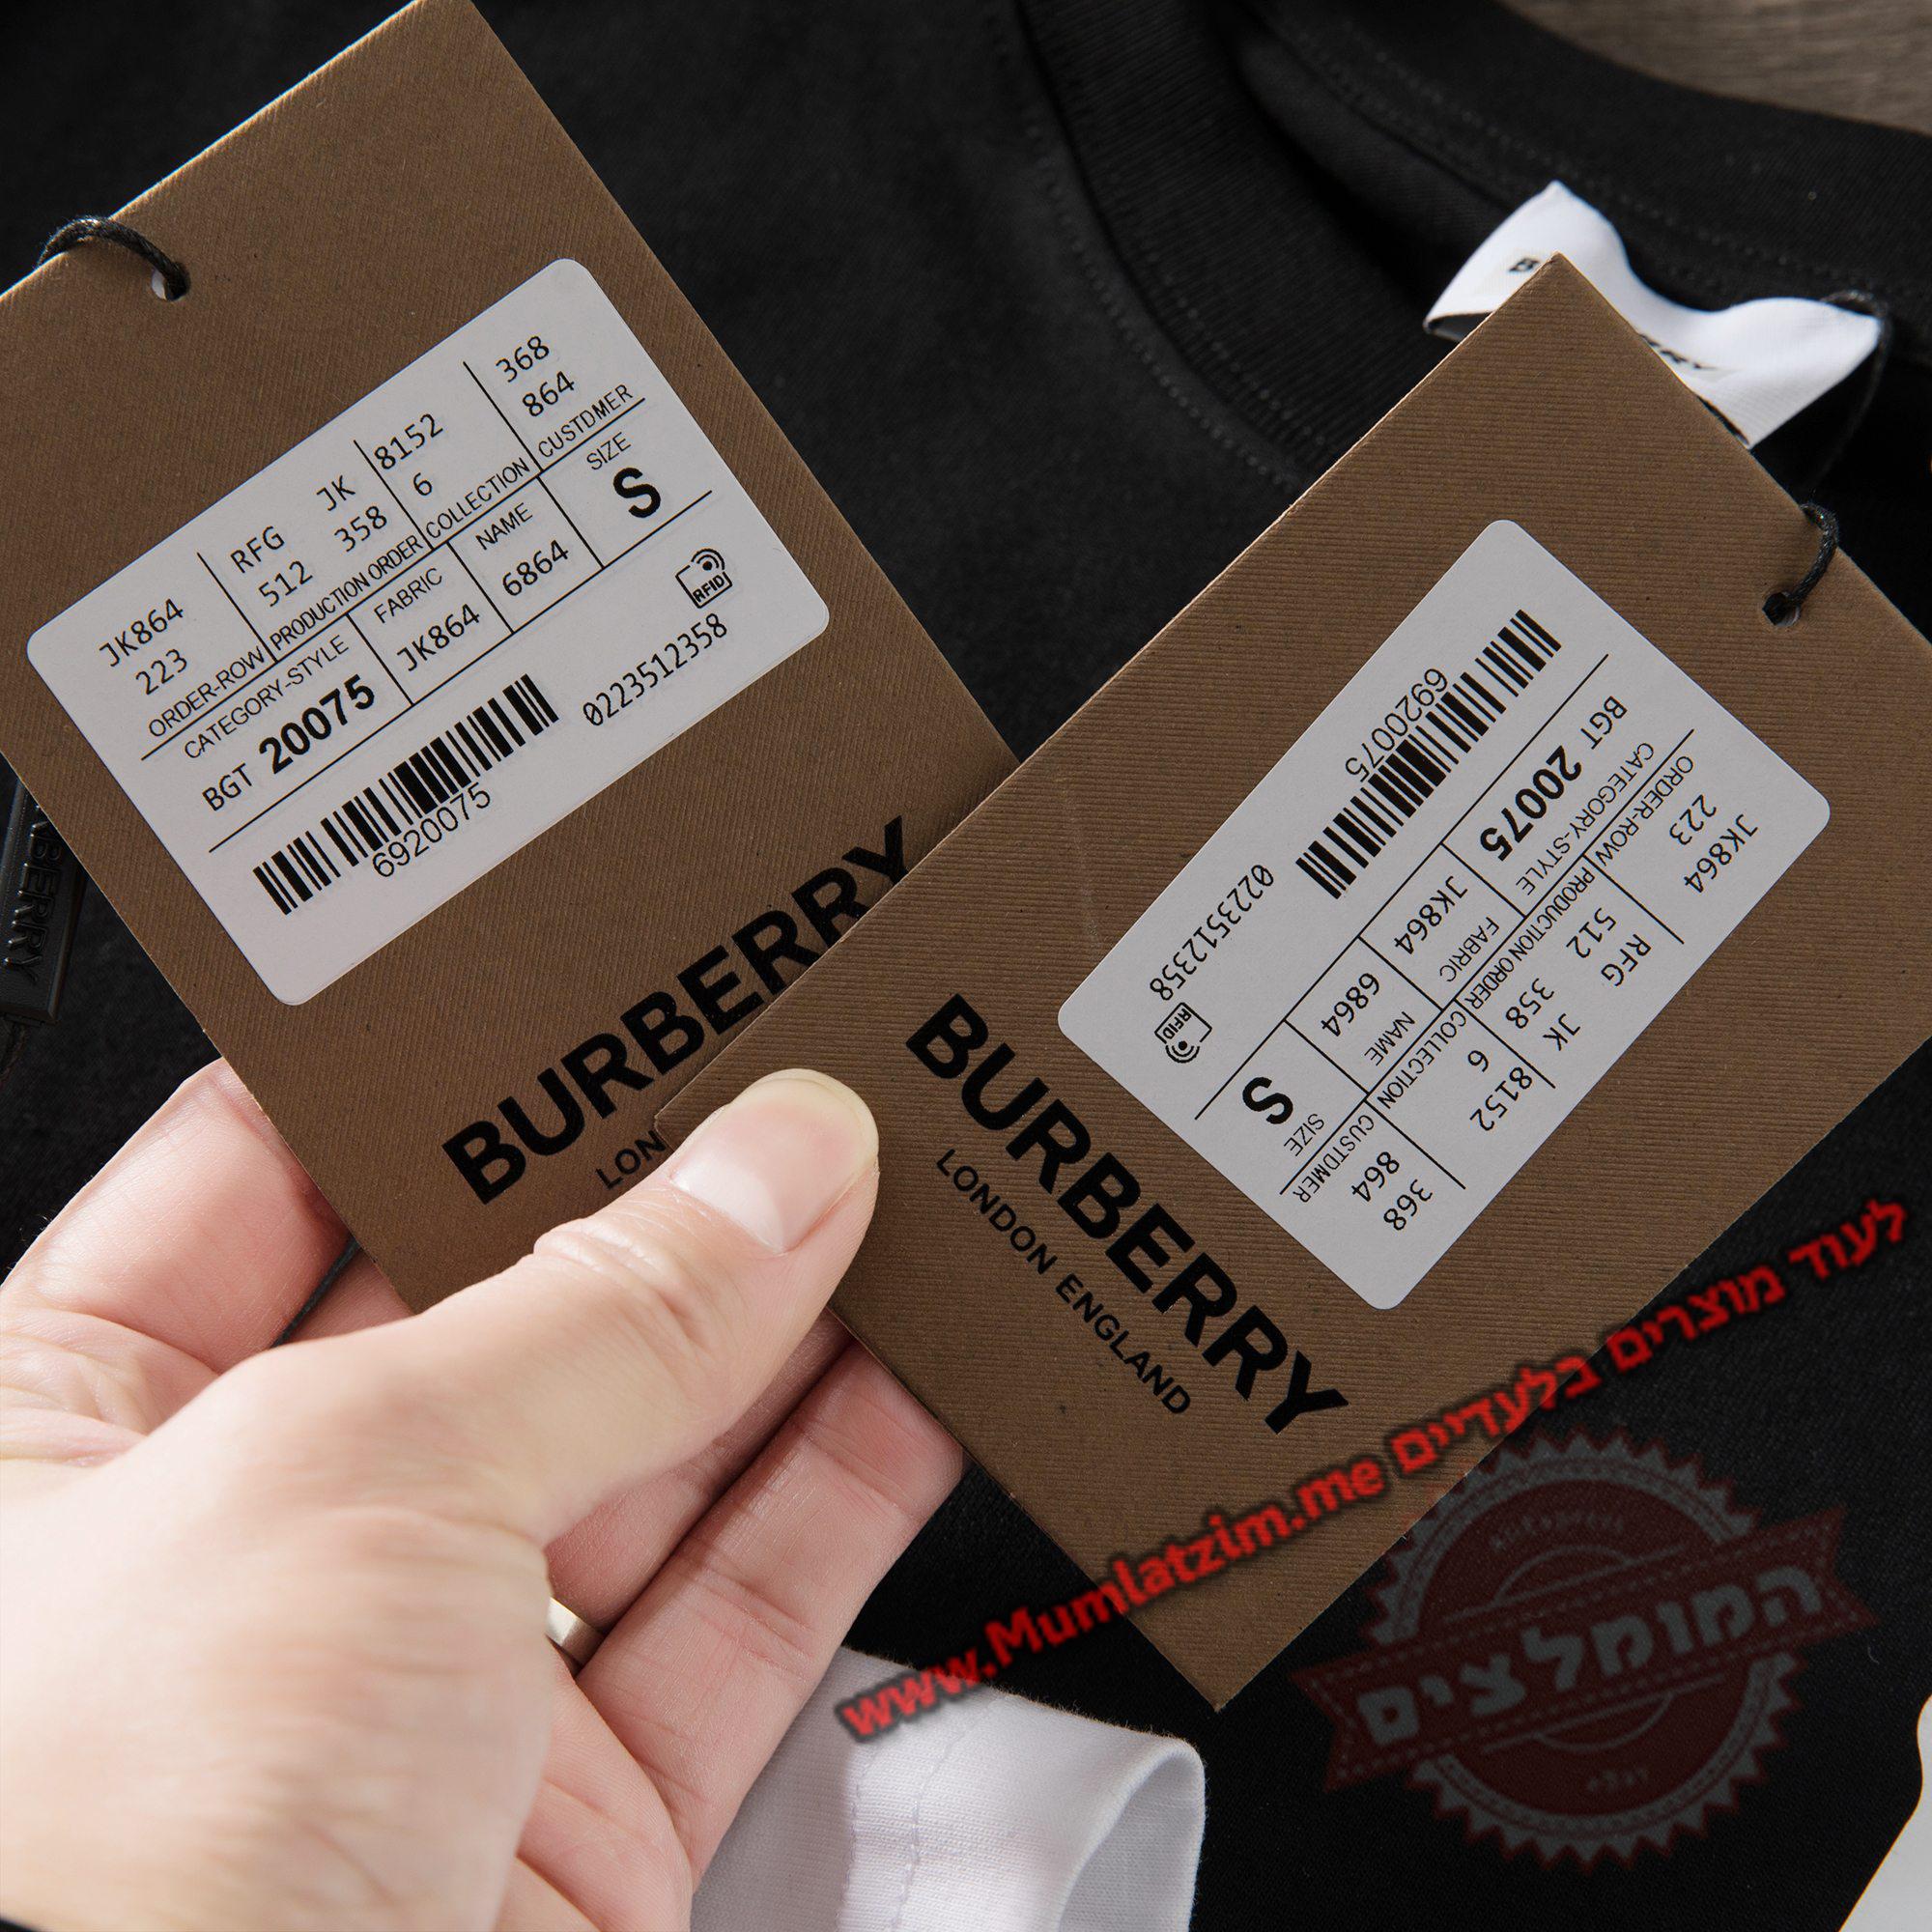 JK864
RFG JK
8152
368
223
512 358
6
864
ORDER-ROW
PRODUCTION ORDER
COLLECTION
CUSTDMER
CATEGORY-STYLE
FABRIC
NAME
SIZE
BGT 20075
JK864
6864
S
RFID
6920075
0223512358
BURBERRY
LON
JK864
RFG JK
8152
368
223
512 358
6
864
ORDER-ROW
PRODUCTION ORDER
COLLECTION
CUSTDMER
CATEGORY-STYLE
FABRIC
NAME
SIZE
BGT 20075
JK864
6864
S
6920075
0223512358
RFID
BURBERRY
LONDON ENGLAND
לעוד מוצרים בלעדיים www.Mumlatzim.me
המומלצים